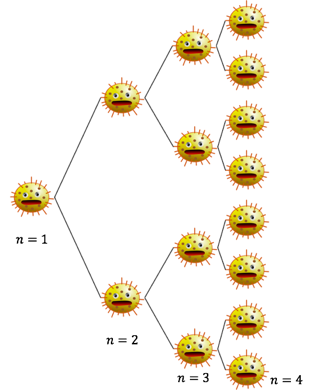 n = 1
n = 2
n = 3
n = 4